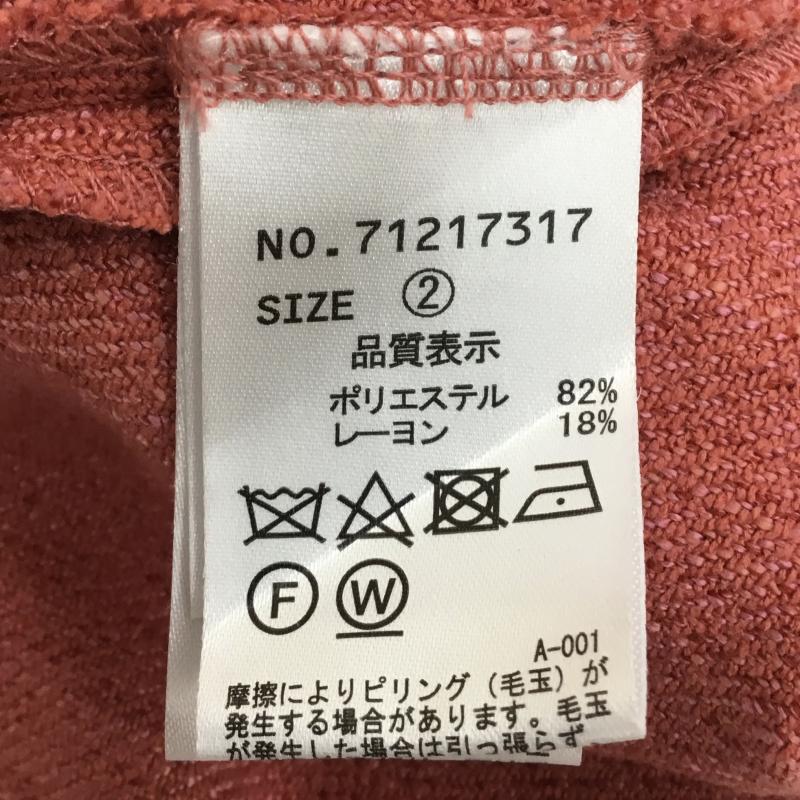 NO.71217317
SIZE ②
品質表示
ポリエステル 82%
レーヨン 18%
F W
A-001
摩擦によりピリング(毛玉)が
発生する場合があります。毛玉
が発生した場合は引っ張らず